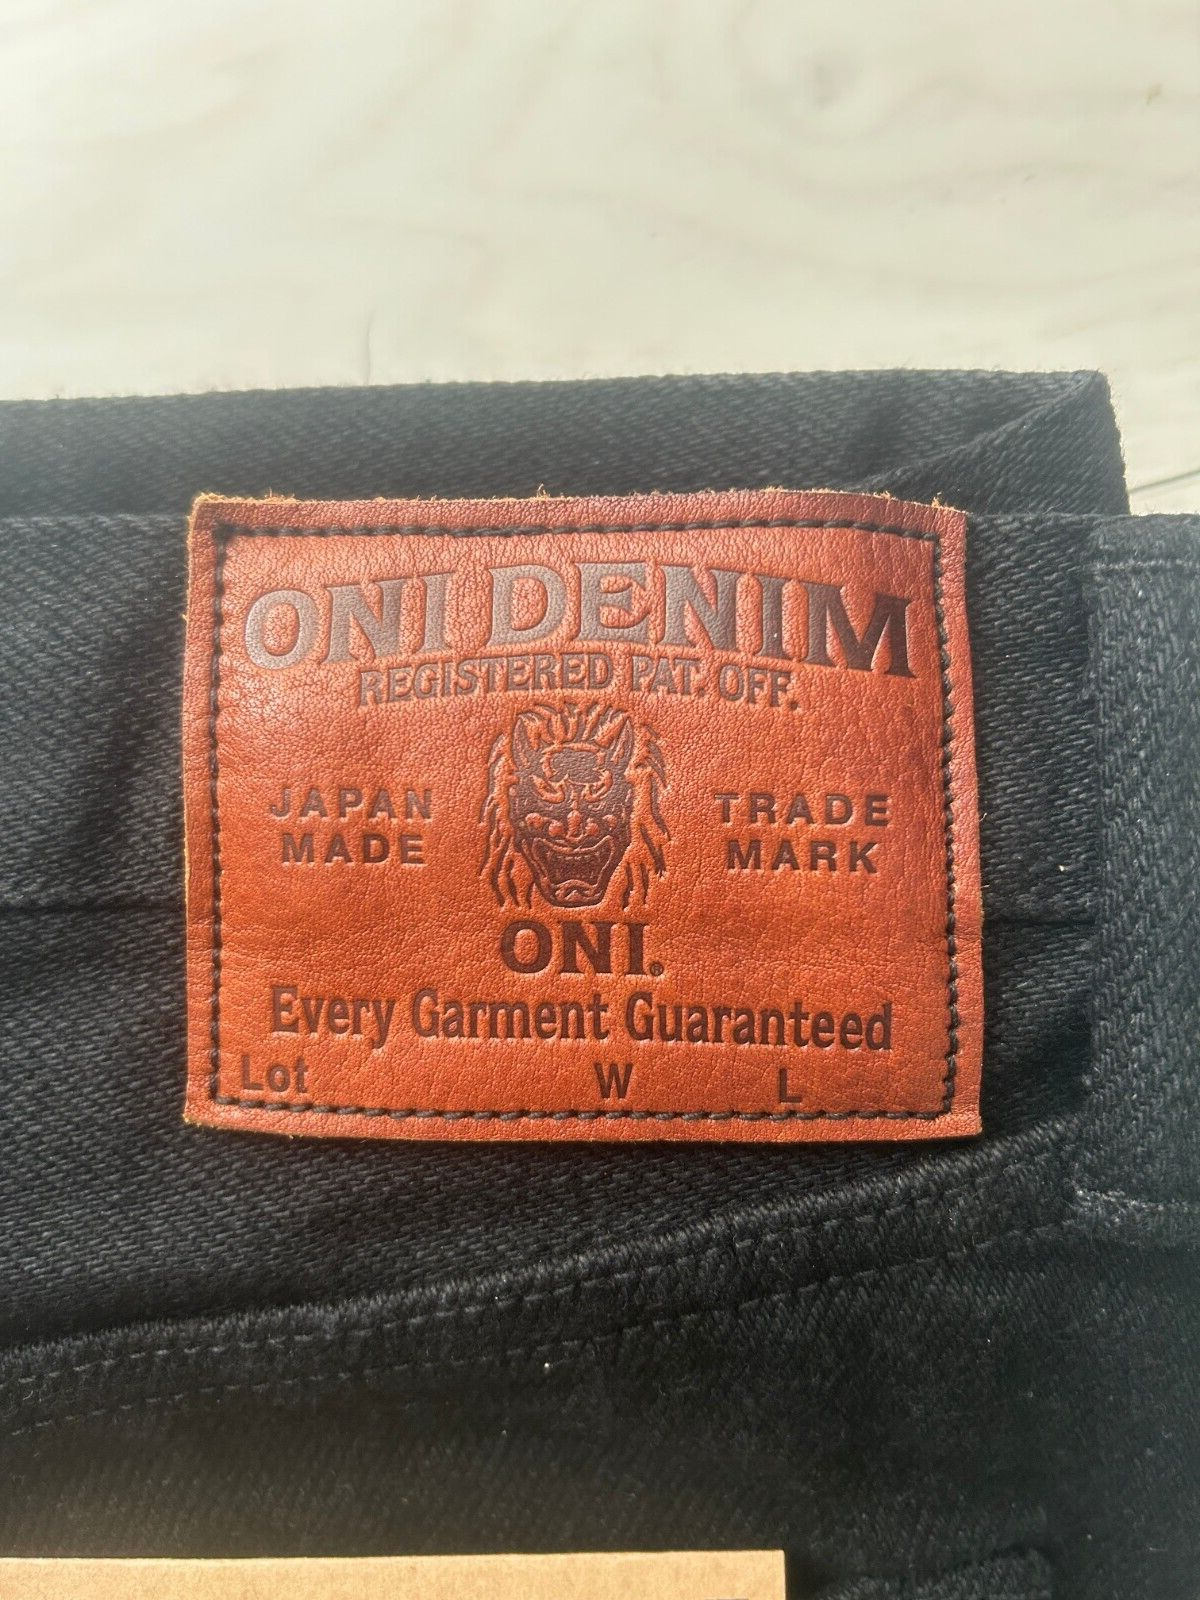 ONI DENIM
REGISTERED PAT. OFF.
JAPAN
MADE
TRADE
MARK
ONI.®
Every Garment Guaranteed
Lot W L